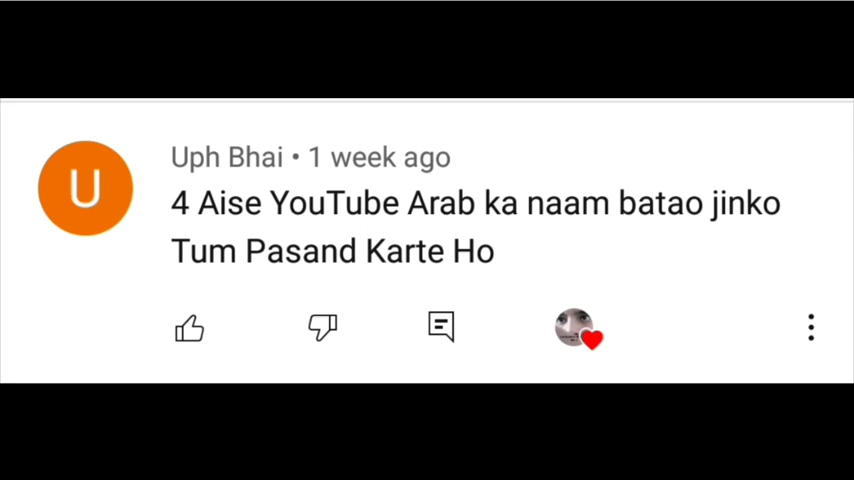 U
Uph Bhai • 1 week ago
4 Aise YouTube Arab ka naam batao jinko
Tum Pasand Karte Ho